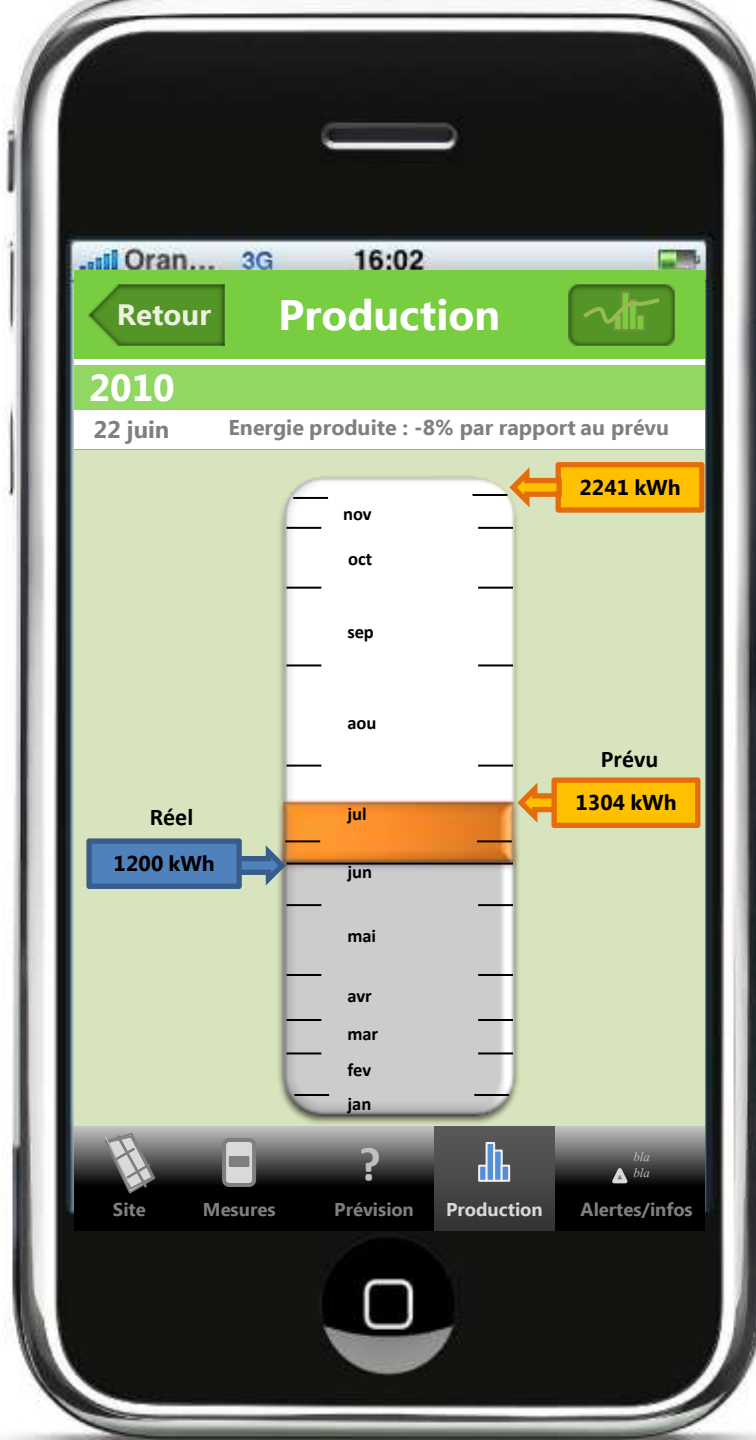 Oran... 3G 16:02
Retour Production
2010
22 juin Energie produite : -8% par rapport au prévu
2241 kWh
nov
oct
sep
aou
Prévu
1304 kWh
jul
Réel
1200 kWh
jun
mai
avr
mar
fev
jan
?
bla
bla
Site Mesures Prévision Production Alertes/infos